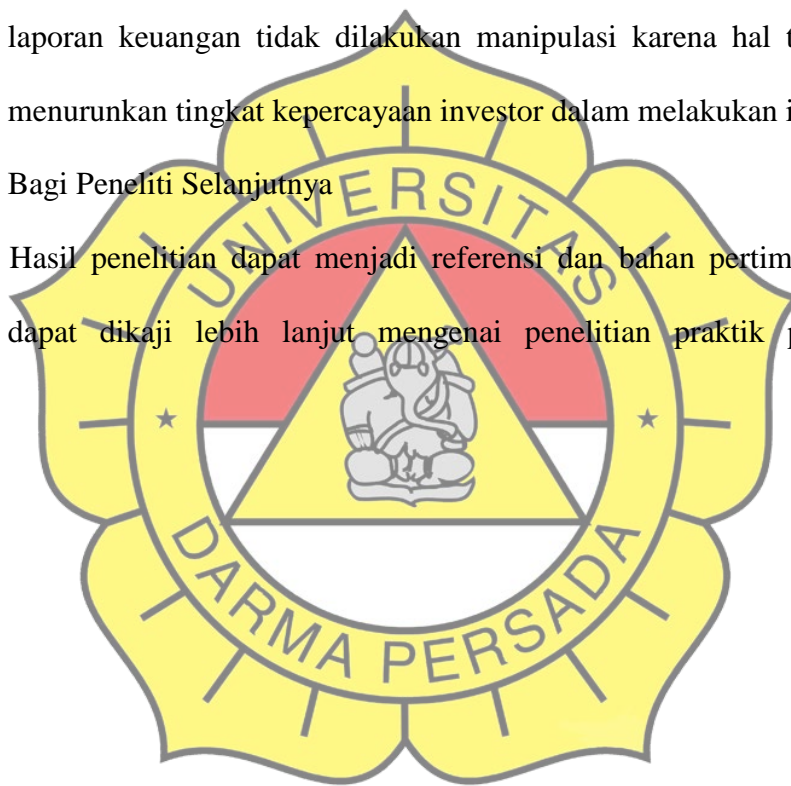 laporan keuangan tidak dilakukan manipulasi karena hal
menurunkan tingkat kepercayaan investor dalam melakukan
Bagi Peneliti Selanjutnya
Hasil penelitian dapat menjadi referensi dan bahan
dapat dikaji lebih lanjut mengenai penelitian praktik
UNIVERSITAS
DARMA PERSADA